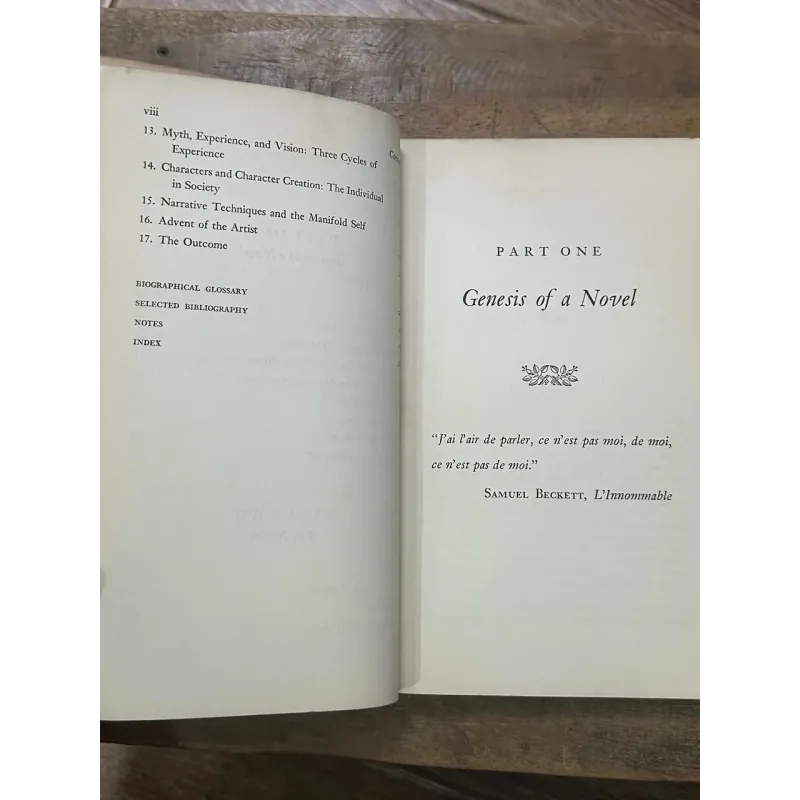 viii
13. Myth, Experience, and Vision: Three Cycles of
Experience
14. Characters and Character Creation: The Individual
in Society
15. Narrative Techniques and the Manifold Self
16. Advent of the Artist
17. The Outcome
BIOGRAPHICAL GLOSSARY
SELECTED BIBLIOGRAPHY
NOTES
INDEX
PART ONE
Genesis of a Novel
"J'ai l'air de parler, ce n'est pas moi, de moi,
ce n'est pas de moi."
SAMUEL BECKETT, L'Innommable